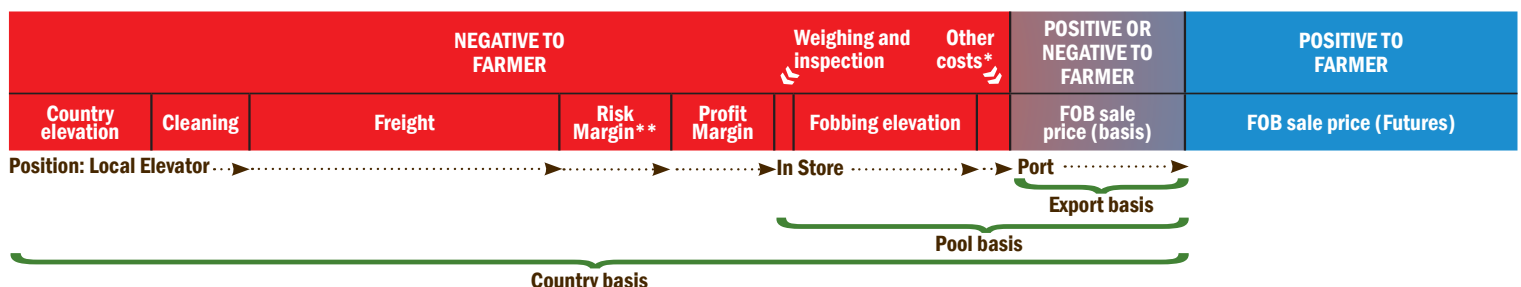 NEGATIVE TO
FARMER
Weighing and
inspection
Other
costs*
POSITIVE OR
NEGATIVE TO
FARMER
POSITIVE TO
FARMER
Country
elevation
Cleaning
Freight
Risk
Margin**
Profit
Margin
Fobbing elevation
FOB sale
price (basis)
FOB sale price (Futures)
Position: Local Elevator
In Store
Port
Export basis
Pool basis
Country basis